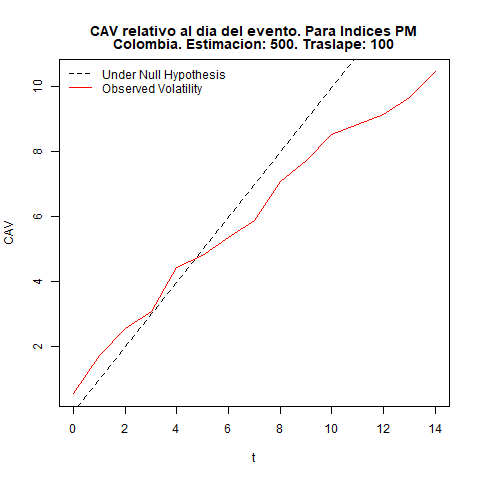 CAV relativo al dia del evento. Para Indices PM
Colombia. Estimacion: 500. Traslape: 100
Under Null Hypothesis
Observed Volatility
CAV
10
8
6
4
2
0 2 4 6 8 10 12 14
t